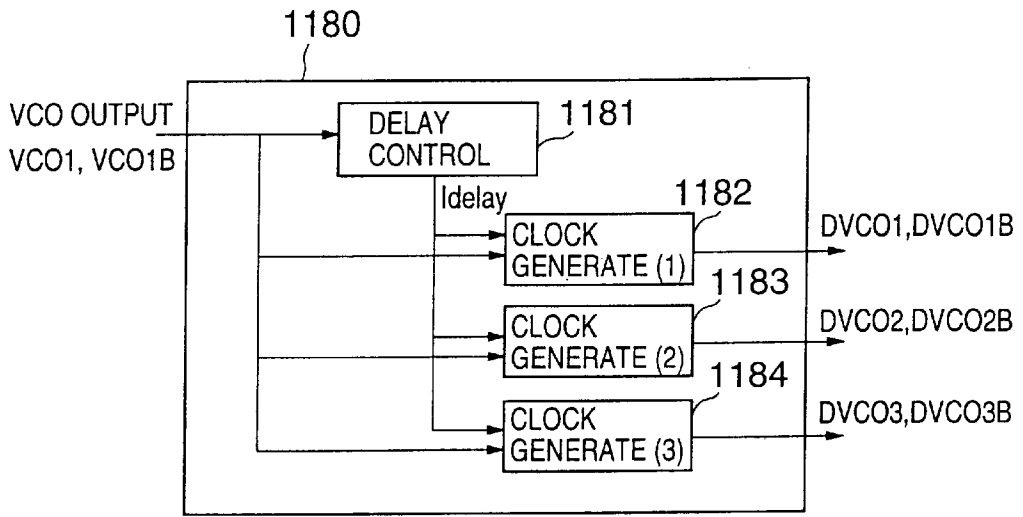 1180
VCO OUTPUT
VCO1, VCO1B
DELAY
CONTROL
1181
Idelay
1182
CLOCK
GENERATE (1)
DVCO1,DVCO1B
1183
CLOCK
GENERATE (2)
DVCO2,DVCO2B
1184
CLOCK
GENERATE (3)
DVCO3,DVCO3B